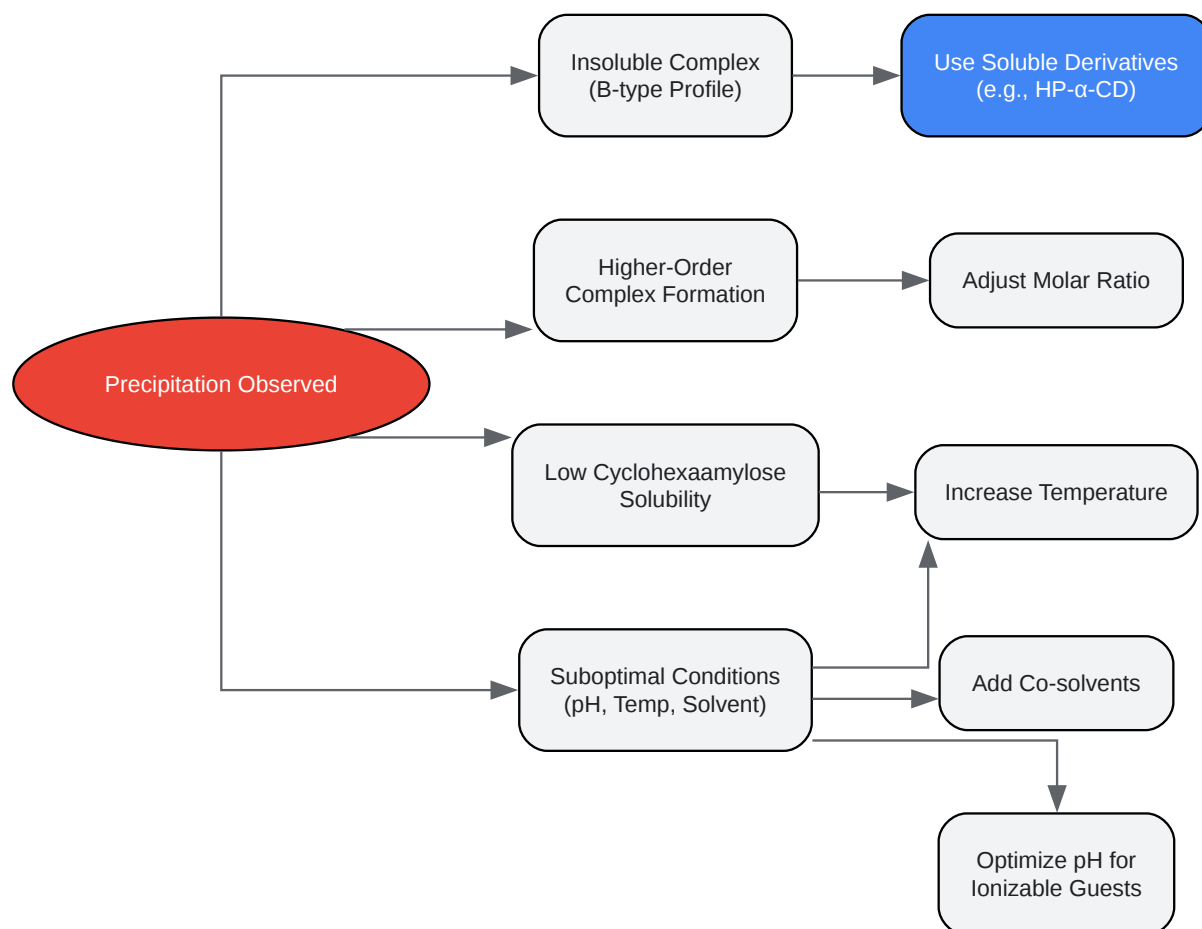 Insoluble Complex
(B-type Profile)
Use Soluble Derivatives
(e.g., HP-α-CD)
Higher-Order
Complex Formation
Adjust Molar Ratio
Precipitation Observed
Low Cyclohexaamylose
Solubility
Increase Temperature
Suboptimal Conditions
(pH, Temp, Solvent)
Add Co-solvents
Optimize pH for
Ionizable Guests